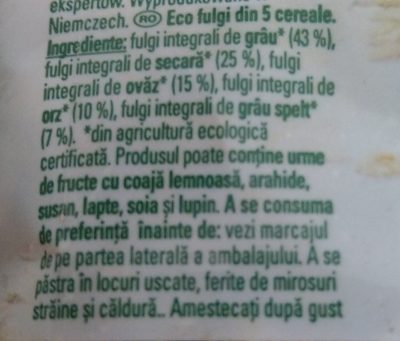 ekspertów. Wyprodukowano w
Niemczech. RO Eco fulgi din 5 cereale.
Ingrediente: fulgi integrali de grâu* (43 %),
fulgi integrali de secară* (25 %), fulgi
integrali de ovăz* (15 %), fulgi integrali de
orz* (10 %), fulgi integrali de grâu spelt*
(7 %). *din agricultură ecologică
certificată. Produsul poate conține urme
de fructe cu coajă lemnoasă, arahide,
susan, lapte, soia și lupin. A se consuma
de preferință înainte de: vezi marcajul
de pe partea laterală a ambalajului. A se
păstra în locuri uscate, ferite de mirosuri
străine și căldură.. Amestecați după gust